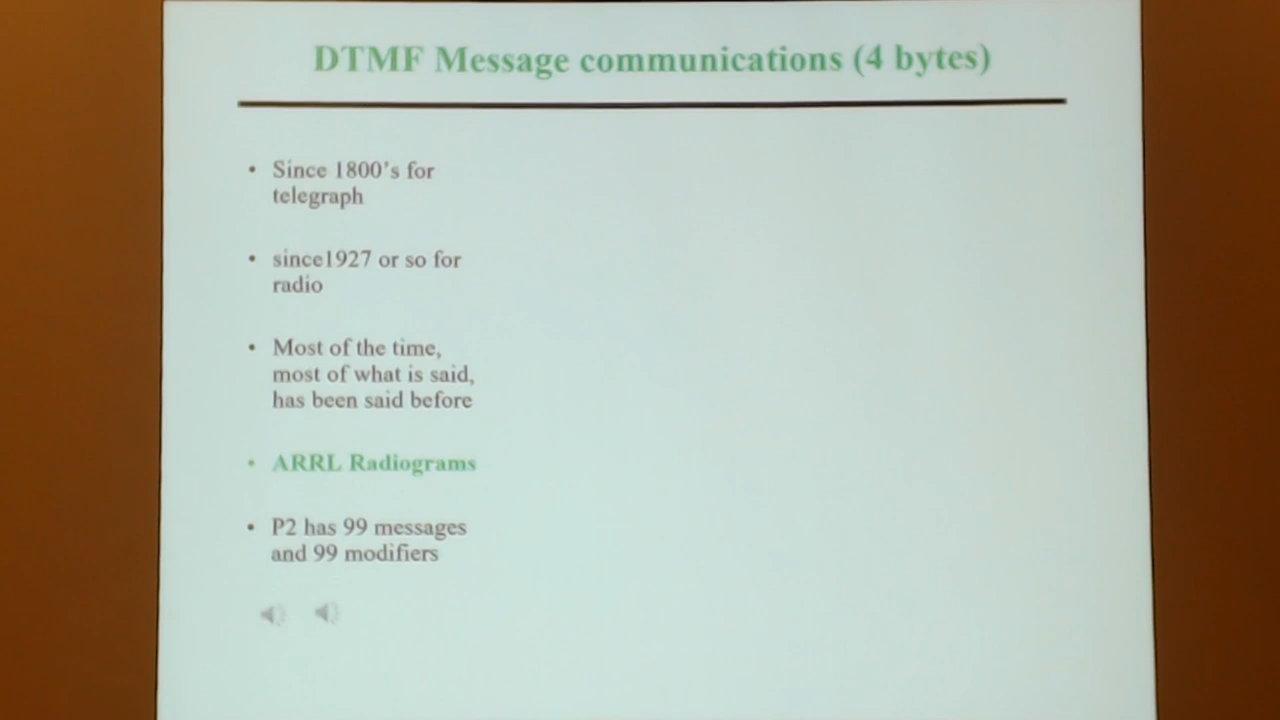 DTMF Message communications (4 bytes)
• Since 1800's for
telegraph
• since1927 or so for
radio
• Most of the time,
most of what is said,
has been said before
• ARRL Radiograms
• P2 has 99 messages
and 99 modifiers